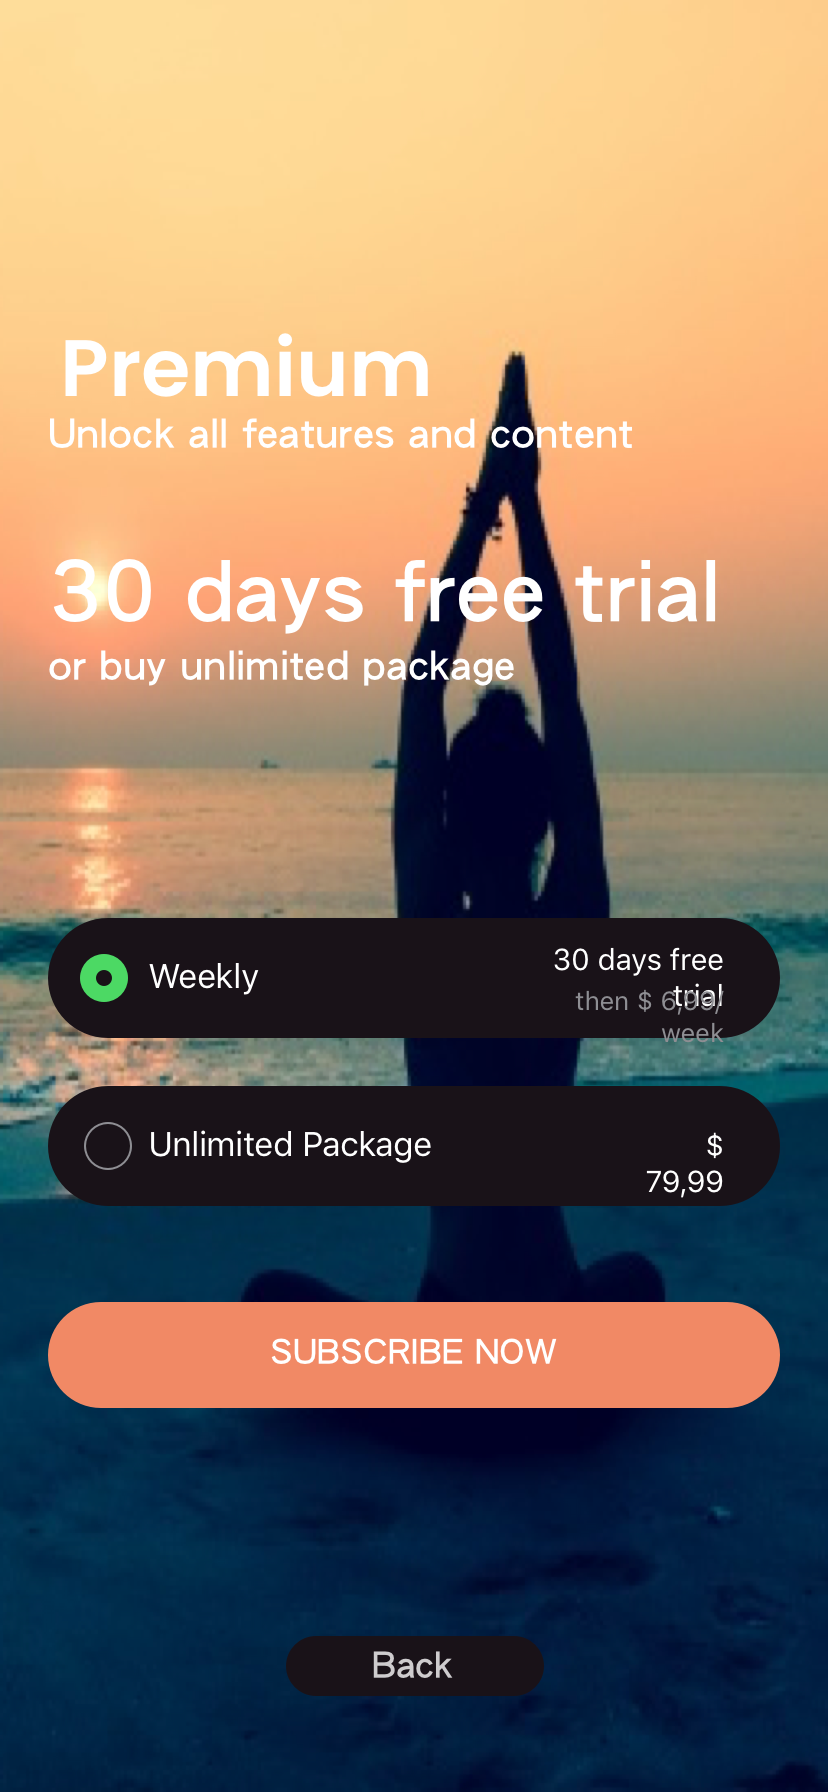 Premium
Unlock all features and content
30 days free trial
or buy unlimited package
Weekly
30 days free
trial
then $ 6,99/
week
Unlimited Package
$
79,99
SUBSCRIBE NOW
Back